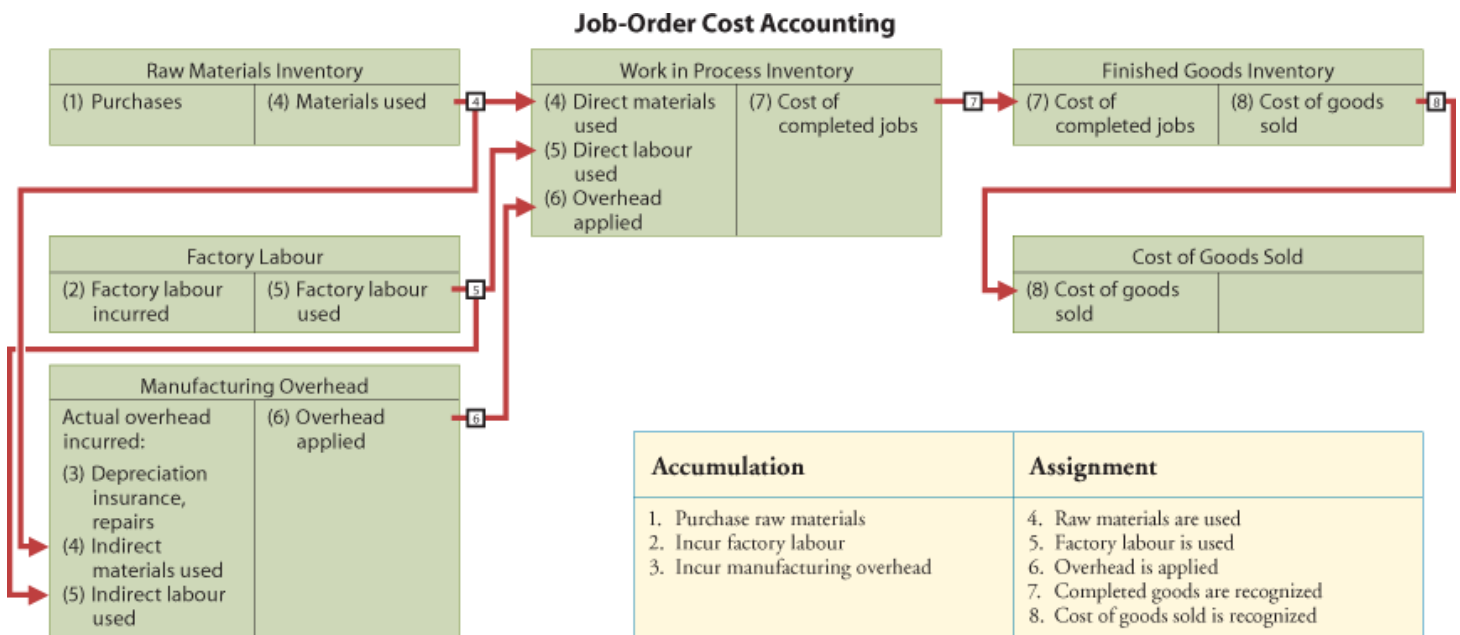 Job-Order Cost Accounting
Raw Materials Inventory
(1) Purchases
(4) Materials used
4
Work in Process Inventory
(4) Direct materials
used
(5) Direct labour
used
(6) Overhead
applied
(7) Cost of
completed jobs
7
Finished Goods Inventory
(7) Cost of
completed jobs
(8) Cost of goods
sold
8
Factory Labour
(2) Factory labour
incurred
(5) Factory labour
used
5
Cost of Goods Sold
(8) Cost of goods
sold
Manufacturing Overhead
Actual overhead
incurred:
(3) Depreciation
insurance,
repairs
(4) Indirect
materials used
(5) Indirect labour
used
(6) Overhead
applied
6
Accumulation
1. Purchase raw materials
2. Incur factory labour
3. Incur manufacturing overhead
Assignment
4. Raw materials are used
5. Factory labour is used
6. Overhead is applied
7. Completed goods are recognized
8. Cost of goods sold is recognized